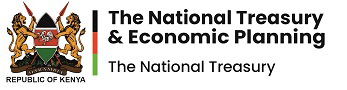 The National Treasury
& Economic Planning
The National Treasury
REPUBLIC OF KENYA